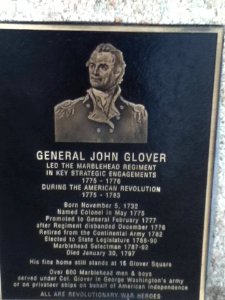 GENERAL JOHN GLOVER
LED THE MARBLEHEAD REGIMENT
IN KEY STRATEGIC ENGAGEMENTS
1775 - 1776
DURING THE AMERICAN REVOLUTION
1775 - 1783
Born November 5, 1732
Named Colonel in May 1775
Promoted to General February 1777
after Regiment disbanded December 1776
Retired from the Continental Army 1782
Elected to State Legislature 1788-90
Marblehead Selectman 1787-92
Died January 30, 1797
His fine home still stands at 15 Glover Square
Over 600 Marblehead men & boys
served under Col. Glover in George Washington's army
or on privateer ships on behalf of American Independence
ALL ARE REVOLUTIONARY WAR HEROES